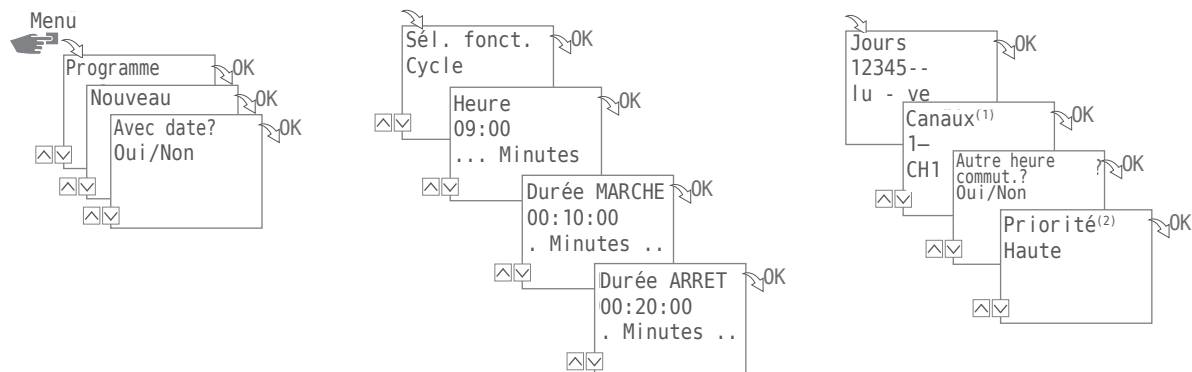 Menu
Programme
OK
Nouveau
OK
Avec date?
OK
Oui/Non
Sél. fonct.
OK
Cycle
Heure
OK
09:00
... Minutes
Durée MARCHE
OK
00:10:00
. Minutes ..
Durée ARRET
OK
00:20:00
. Minutes ..
Jours
OK
12345--
lu - ve
Canaux(1)
OK
1–
CH1
Autre heure
commut.?
?
OK
Oui/Non
Priorité(2)
OK
Haute